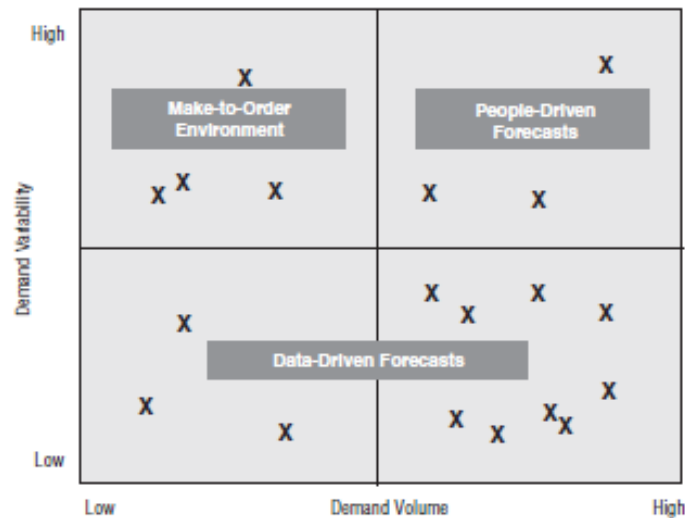 High
X
X
Make-to-Order
Environment
People-Driven
Forecasts
X
X
X
X
X
Demand Variability
X
X
X
X
X
X
Data-Driven Forecasts
X
X
X
X
X
X
X
X
Low
Low
Demand Volume
High